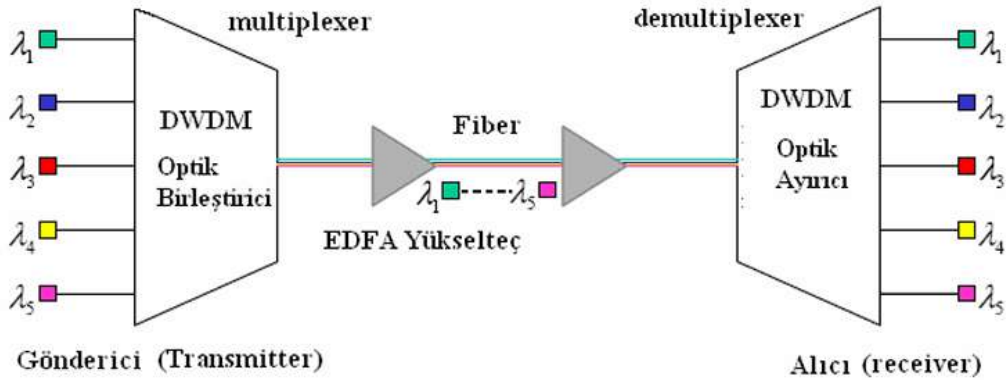 multiplexer
demultiplexer
λ1
λ2
λ3
λ4
λ5
DWDM
Optik
Birleştirici
Fiber
λ1 λ5
EDFA Yükselteç
DWDM
Optik
Ayırıcı
λ1
λ2
λ3
λ4
λ5
Gönderici (Transmitter)
Alıcı (receiver)